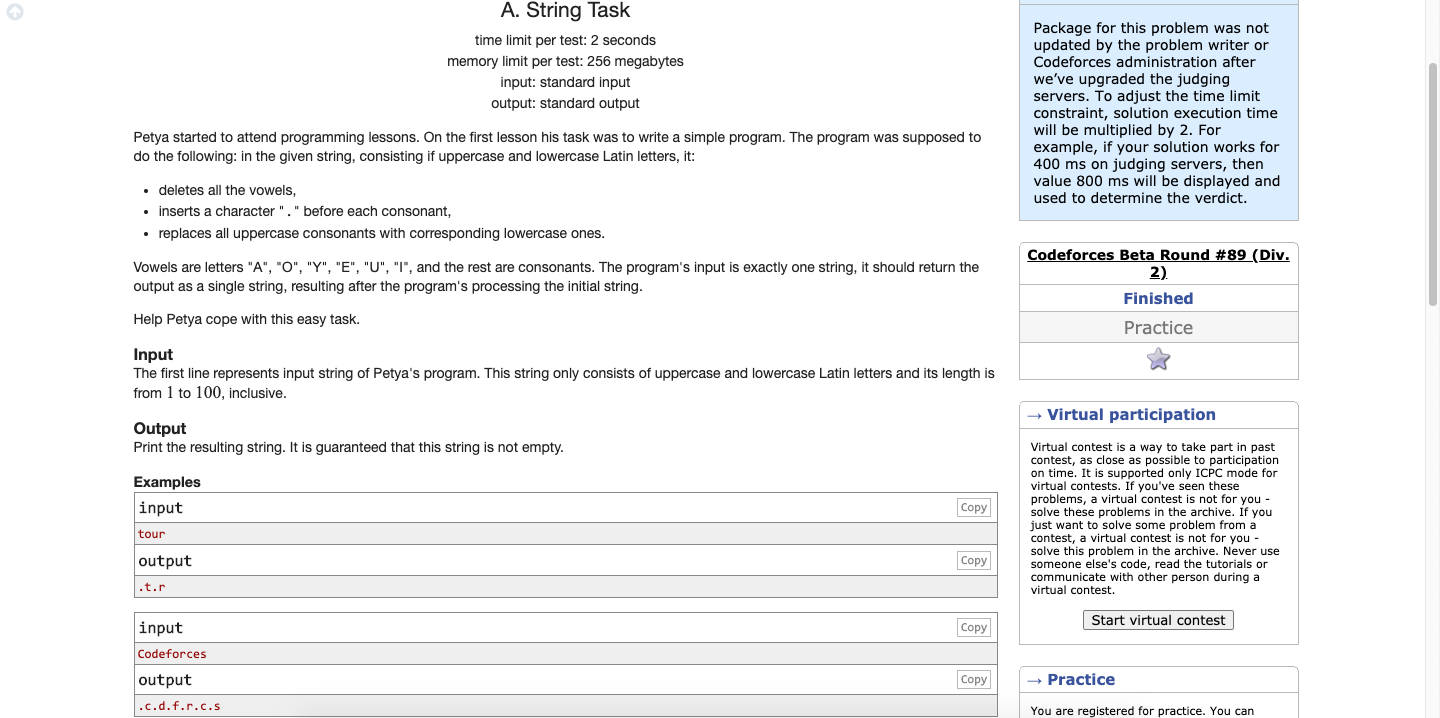 A. String Task
time limit per test: 2 seconds
memory limit per test: 256 megabytes
input: standard input
output: standard output
Petya started to attend programming lessons. On the first lesson his task was to write a simple program. The program was supposed to
do the following: in the given string, consisting if uppercase and lowercase Latin letters, it:
• deletes all the vowels,
• inserts a character "." before each consonant,
• replaces all uppercase consonants with corresponding lowercase ones.
Vowels are letters "A", "O", "Y", "E", "U", "I", and the rest are consonants. The program's input is exactly one string, it should return the
output as a single string, resulting after the program's processing the initial string.
Help Petya cope with this easy task.
Input
The first line represents input string of Petya's program. This string only consists of uppercase and lowercase Latin letters and its length is
from 1 to 100, inclusive.
Output
Print the resulting string. It is guaranteed that this string is not empty.
Examples
input
Copy
tour
output
Copy
.t.r
input
Copy
Codeforces
output
Copy
.c.d.f.r.c.s
Package for this problem was not
updated by the problem writer or
Codeforces administration after
we’ve upgraded the judging
servers. To adjust the time limit
constraint, solution execution time
will be multiplied by 2. For
example, if your solution works for
400 ms on judging servers, then
value 800 ms will be displayed and
used to determine the verdict.
Codeforces Beta Round #89 (Div.
2)
Finished
Practice
→ Virtual participation
Virtual contest is a way to take part in past
contest, as close as possible to participation
on time. It is supported only ICPC mode for
virtual contests. If you've seen these
problems, a virtual contest is not for you -
solve these problems in the archive. If you
just want to solve some problem from a
contest, a virtual contest is not for you -
solve this problem in the archive. Never use
someone else's code, read the tutorials or
communicate with other person during a
virtual contest.
Start virtual contest
→ Practice
You are registered for practice. You can